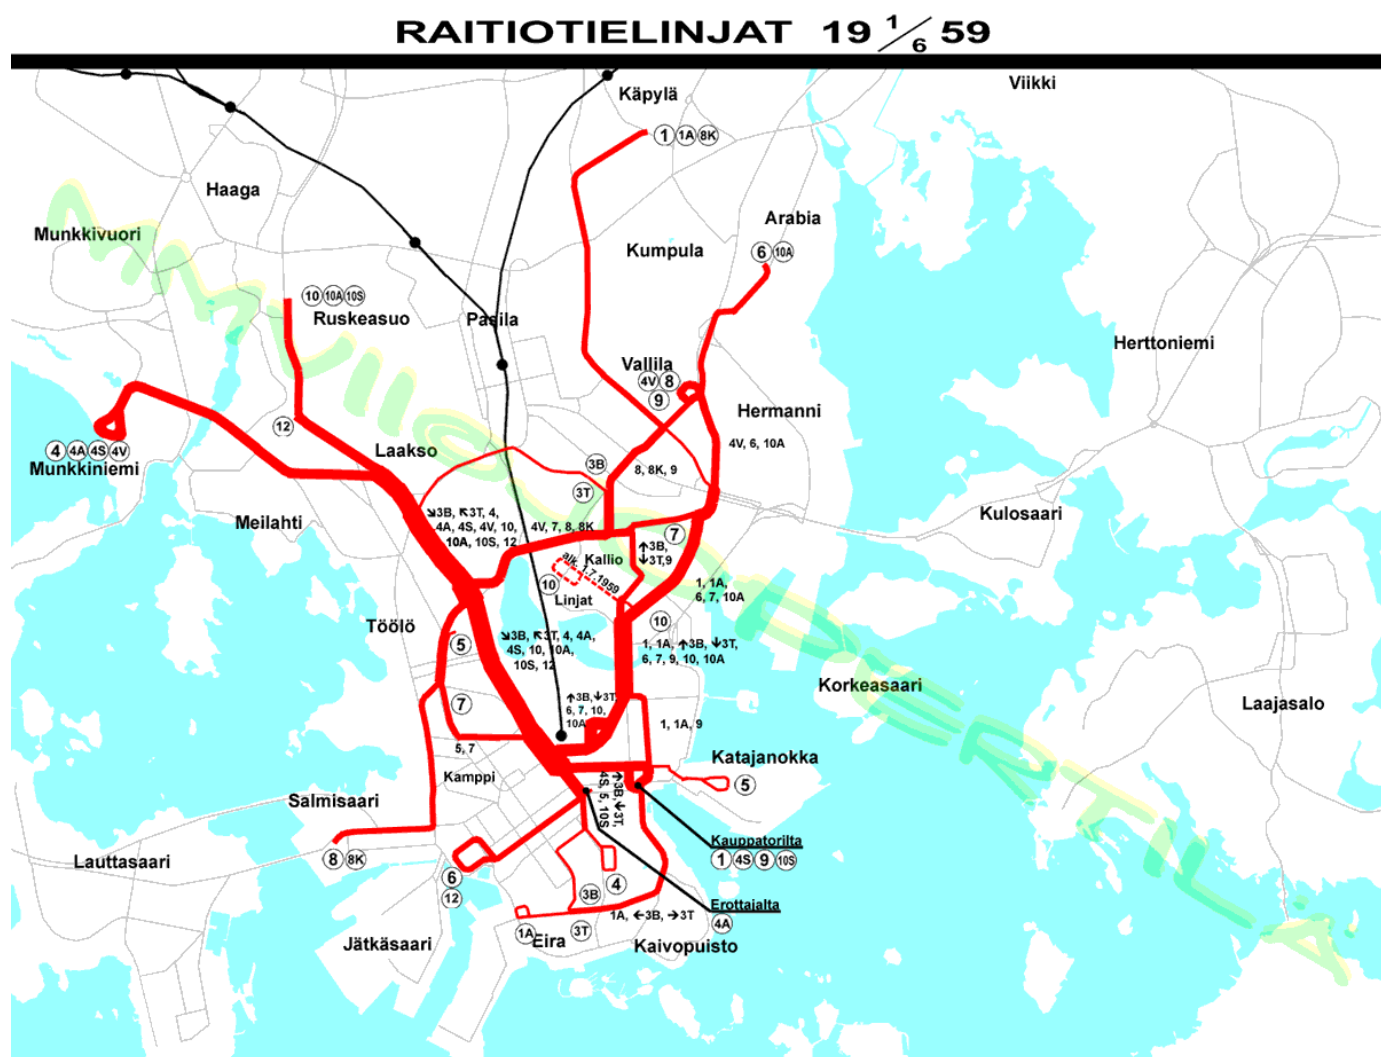 RAITIOTIELINJAT 19 1/6 59
Viikki
Käpylä
1 1A 8K
Haaga
Arabia
Munkkivuori
Kumpula
6 10A
10 10A 10S
Ruskeasuo
Pasila
Herttoniemi
Vallila
4V 8
9
Hermanni
12
4V, 6, 10A
Laakso
4 4A 4S 4V
Munkkiniemi
3B
8, 8K, 9
3T
Meilahti
↘3B, ↖3T, 4,
4A, 4S, 4V, 10,
10A, 10S, 12
4V, 7, 8, 8K
7
Kulosaari
alk. 1.7.1959
Kallio
↑3B,
↓3T,9
10
Linjat
1, 1A,
6, 7, 10A
Töölö
10
5
↘3B, ↖3T, 4, 4A,
4S, 10, 10A,
10S, 12
1, 1A, ↑3B, ↓3T,
6, 7, 9, 10, 10A
Korkeasaari
7
↑3B, ↓3T,
6, 7, 10,
10A
Laajasalo
1, 1A, 9
5, 7
Katajanokka
Kamppi
↑3B, ↓3T,
4S, 5, 10S
5
Salmisaari
Kauppatorilta
1 4S 9 10S
Lauttasaari
8 8K
6
12
4
3B
Erottajalta
4A
1A, ←3B, →3T
1A
Eira
3T
Jätkäsaari
Kaivopuisto
MMVIIO J. PERTTILÄ